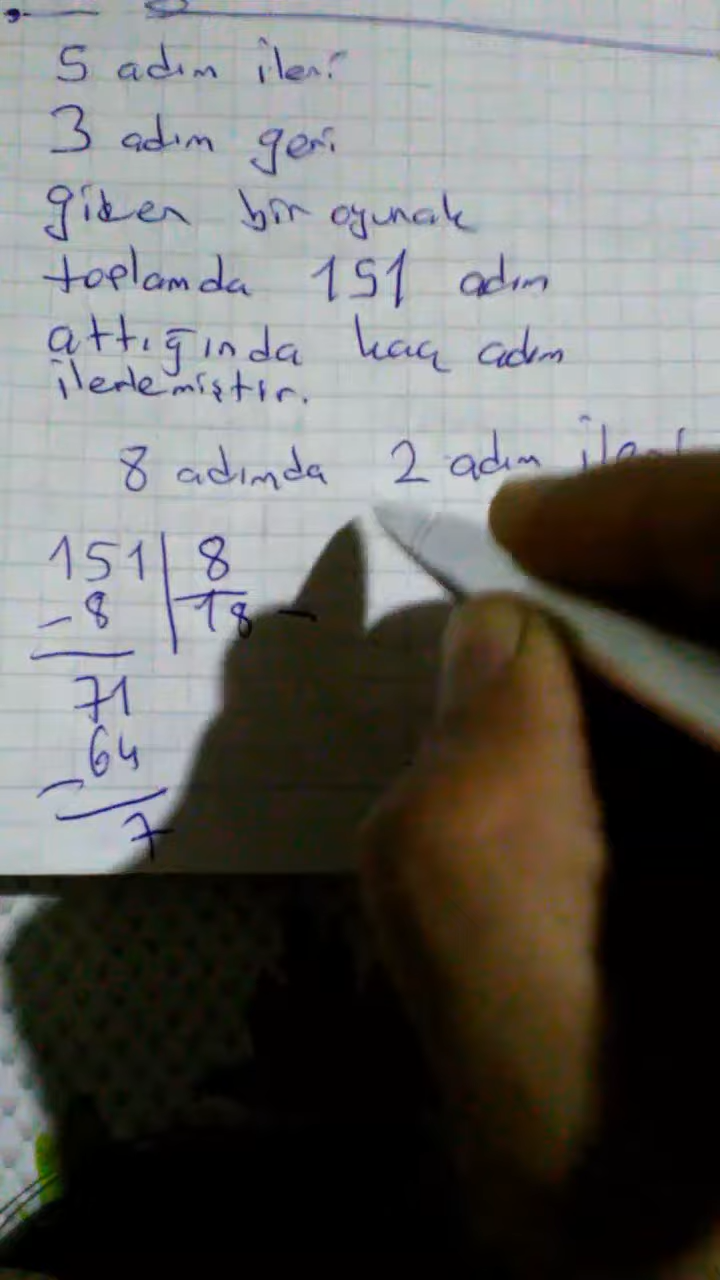 5 adım ileri
3 adım geri
giden bir oyuncak
toplamda 151 adım
attığında kaç adım
ilerlemiştir.
8 adımda 2 adım
151 8
-8 18 -
71
-64
7